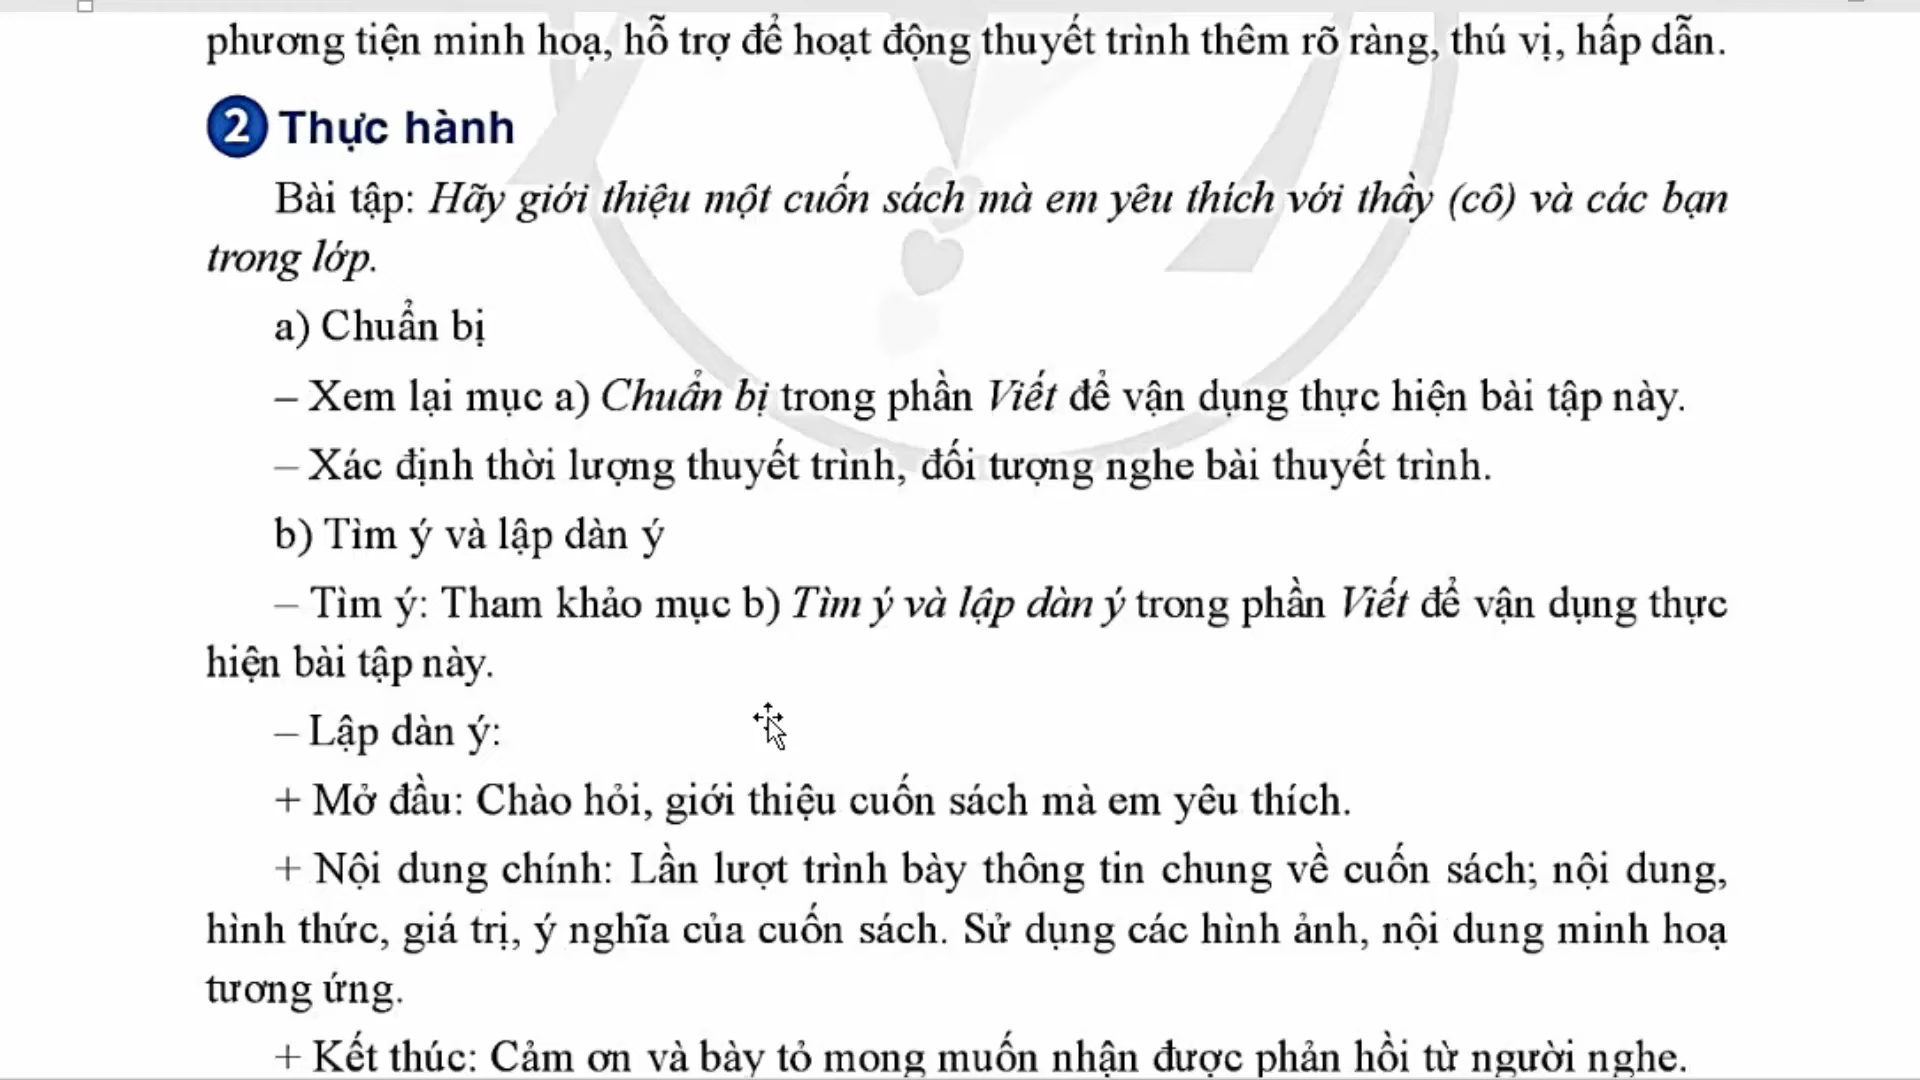 phương tiện minh hoạ, hỗ trợ để hoạt động thuyết trình thêm rõ ràng, thú vị, hấp dẫn.
2 Thực hành
Bài tập: Hãy giới thiệu một cuốn sách mà em yêu thích với thầy (cô) và các bạn
trong lớp.
a) Chuẩn bị
– Xem lại mục a) Chuẩn bị trong phần Viết để vận dụng thực hiện bài tập này.
– Xác định thời lượng thuyết trình, đối tượng nghe bài thuyết trình.
b) Tìm ý và lập dàn ý
– Tìm ý: Tham khảo mục b) Tìm ý và lập dàn ý trong phần Viết để vận dụng thực
hiện bài tập này.
– Lập dàn ý:
+ Mở đầu: Chào hỏi, giới thiệu cuốn sách mà em yêu thích.
+ Nội dung chính: Lần lượt trình bày thông tin chung về cuốn sách; nội dung,
hình thức, giá trị, ý nghĩa của cuốn sách. Sử dụng các hình ảnh, nội dung minh hoạ
tương ứng.
+ Kết thúc: Cảm ơn và bày tỏ mong muốn nhận được phản hồi từ người nghe.